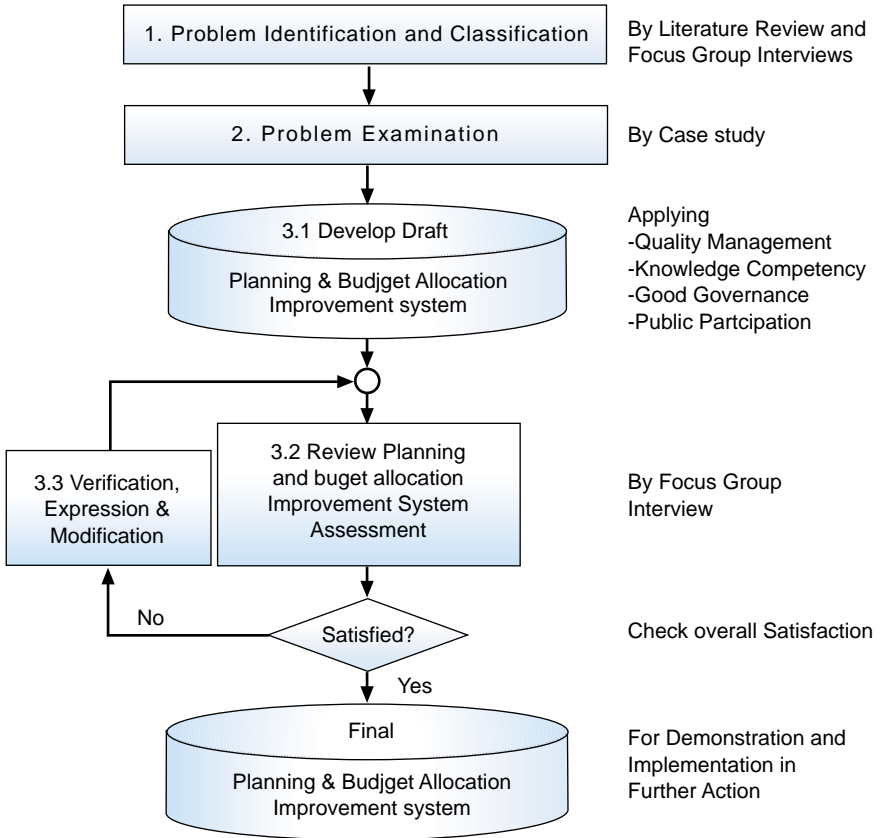 1. Problem Identification and Classification
By Literature Review and
Focus Group Interviews
2. Problem Examination
By Case study
3.1 Develop Draft
Planning & Budjget Allocation
Improvement system
Applying
-Quality Management
-Knowledge Competency
-Good Governance
-Public Partcipation
3.3 Verification,
Expression &
Modification
3.2 Review Planning
and buget allocation
Improvement System
Assessment
By Focus Group
Interview
No
Satisfied?
Check overall Satisfaction
Yes
Final
Planning & Budjget Allocation
Improvement system
For Demonstration and
Implementation in
Further Action